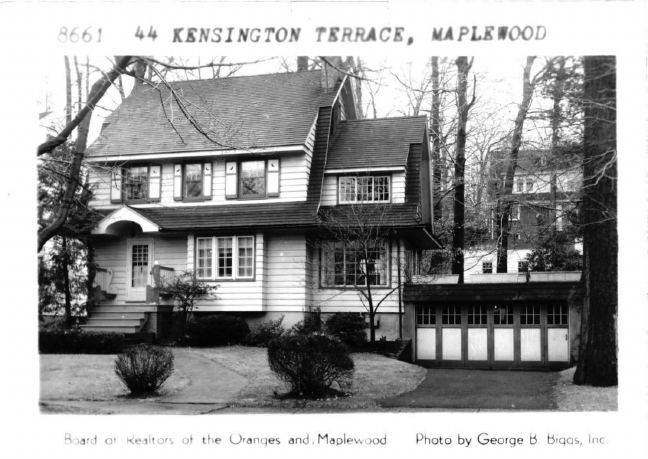 8661 44 KENSINGTON TERRACE, MAPLEWOOD
Board of Realtors of the Oranges and Maplewood Photo by George B. Biggs, Inc.